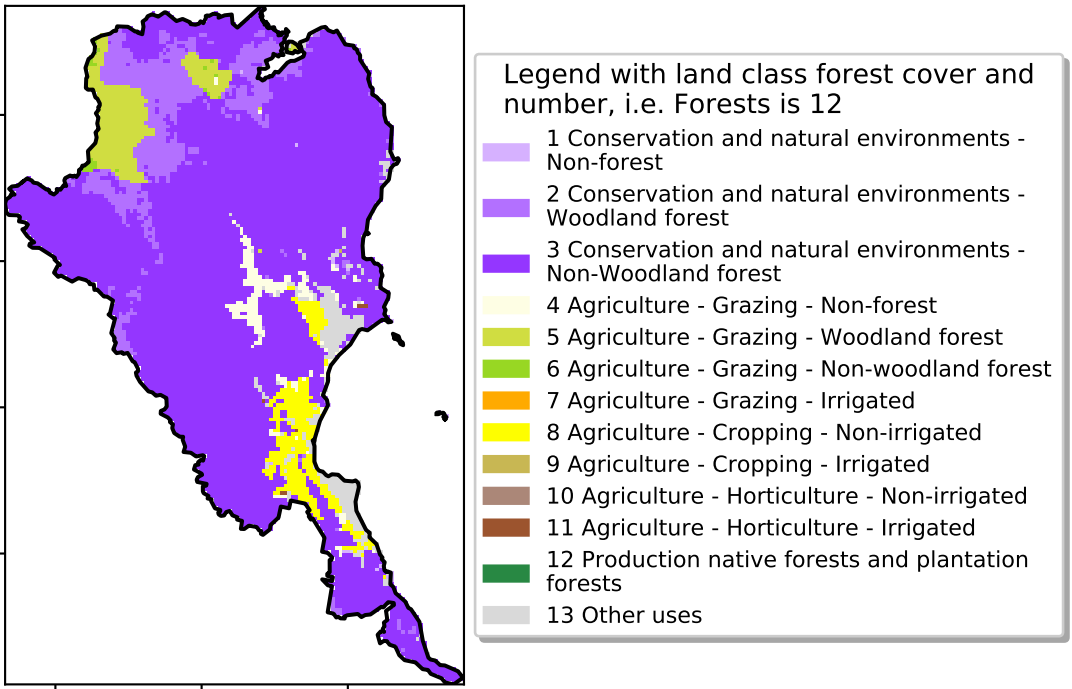 Legend with land class forest cover and
number, i.e. Forests is 12
1 Conservation and natural environments -
Non-forest
2 Conservation and natural environments -
Woodland forest
3 Conservation and natural environments -
Non-Woodland forest
4 Agriculture - Grazing - Non-forest
5 Agriculture - Grazing - Woodland forest
6 Agriculture - Grazing - Non-woodland forest
7 Agriculture - Grazing - Irrigated
8 Agriculture - Cropping - Non-irrigated
9 Agriculture - Cropping - Irrigated
10 Agriculture - Horticulture - Non-irrigated
11 Agriculture - Horticulture - Irrigated
12 Production native forests and plantation
forests
13 Other uses